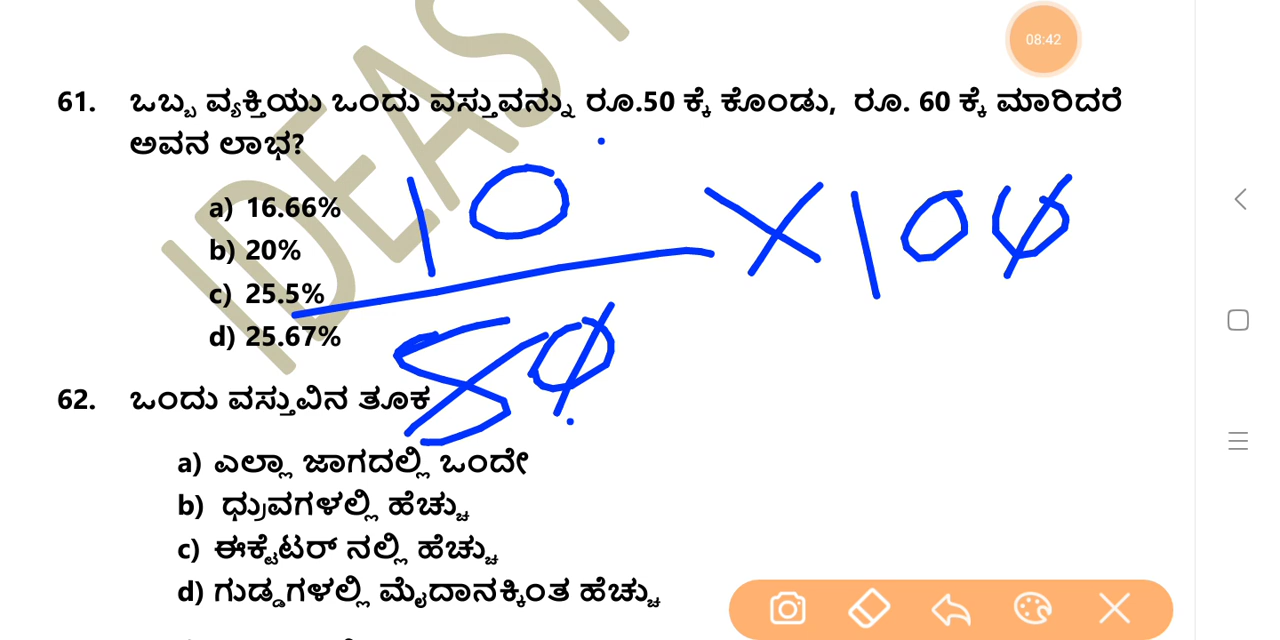 08:42
61. ಒಬ್ಬ ವ್ಯಕ್ತಿಯು ಒಂದು ವಸ್ತುವನ್ನು ರೂ.50 ಕ್ಕೆ ಕೊಂಡು, ರೂ. 60 ಕ್ಕೆ ಮಾರಿದರೆ
ಅವನ ಲಾಭ?
a) 16.66%
b) 20%
c) 25.5%
d) 25.67%
10 × 100
50
62. ಒಂದು ವಸ್ತುವಿನ ತೂಕ
a) ಎಲ್ಲಾ ಜಾಗದಲ್ಲಿ ಒಂದೇ
b) ಧ್ರುವಗಳಲ್ಲಿ ಹೆಚ್ಚು
c) ಈಕ್ವೆಟರ್ ನಲ್ಲಿ ಹೆಚ್ಚು
d) ಗುಡ್ಡಗಳಲ್ಲಿ ಮೈದಾನಕ್ಕಿಂತ ಹೆಚ್ಚು